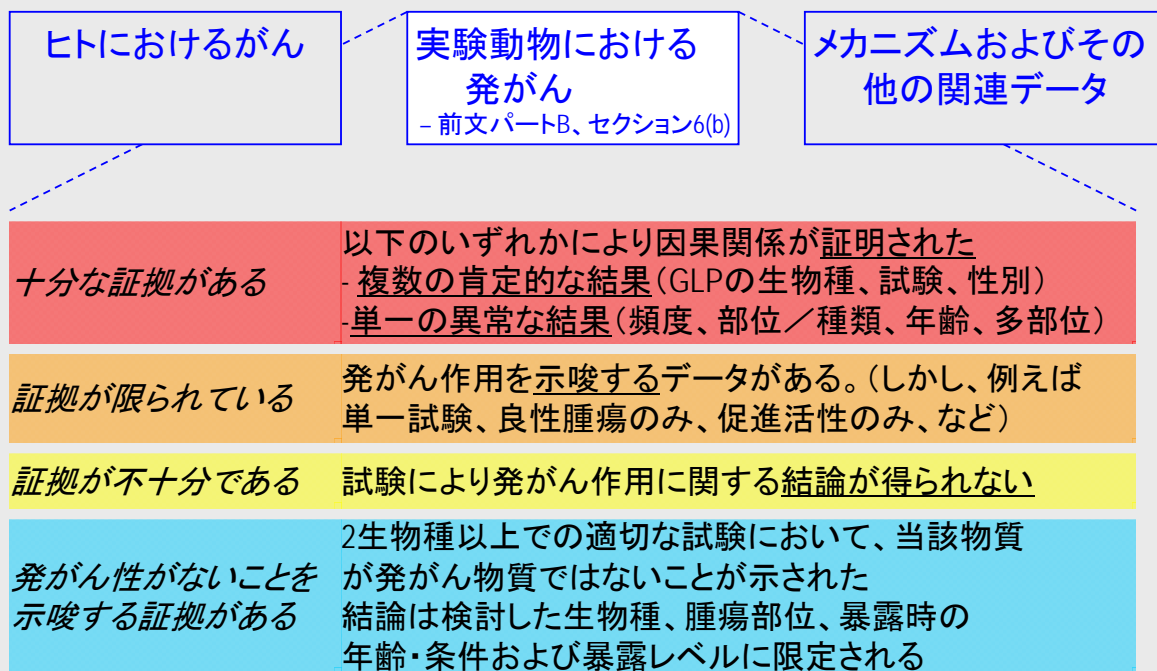 ヒトにおけるがん
実験動物における
発がん
– 前文パートB、セクション6(b)
メカニズムおよびその
他の関連データ
十分な証拠がある
以下のいずれかにより因果関係が証明された
- 複数の肯定的な結果(GLPの生物種、試験、性別)
-単一の異常な結果(頻度、部位／種類、年齢、多部位)
証拠が限られている
発がん作用を示唆するデータがある。(しかし、例えば
単一試験、良性腫瘍のみ、促進活性のみ、など)
証拠が不十分である
試験により発がん作用に関する結論が得られない
発がん性がないことを
示唆する証拠がある
2生物種以上での適切な試験において、当該物質
が発がん物質ではないことが示された
結論は検討した生物種、腫瘍部位、暴露時の
年齢・条件および暴露レベルに限定される